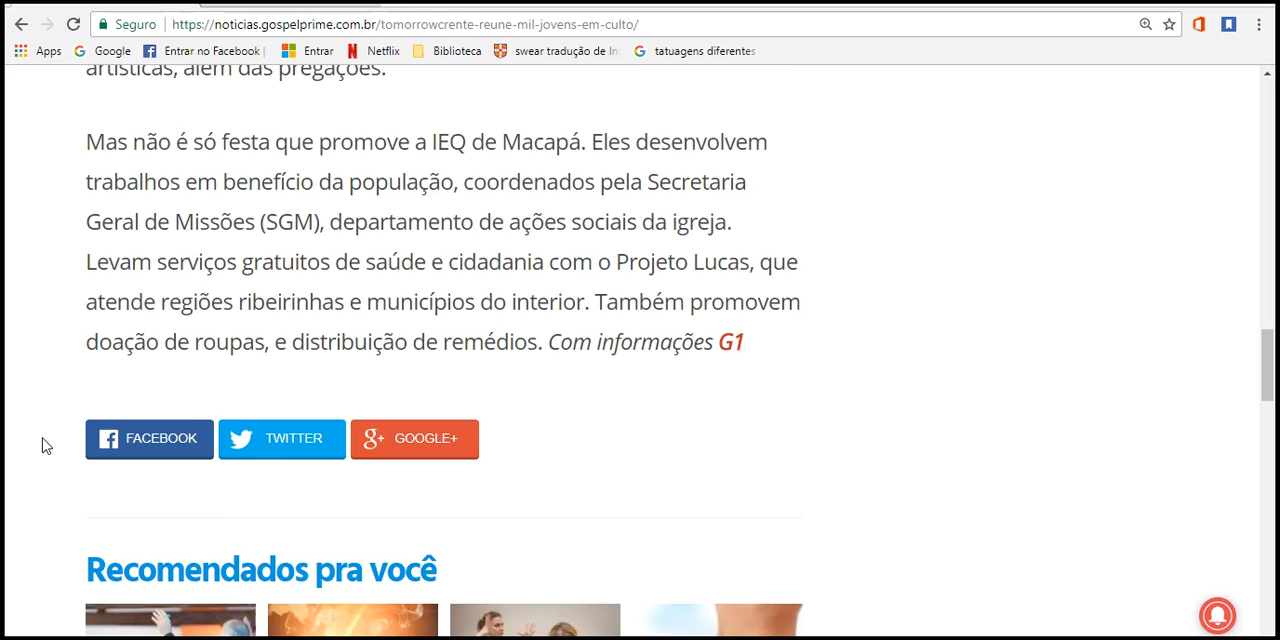 Seguro https://noticias.gospelprime.com.br/tomorrowcrente-reune-mil-jovens-em-culto/
Apps Google Entrar no Facebook | Entrar Netflix Biblioteca swear tradução de In tatuagens diferentes
artísticas, além das pregações.
Mas não é só festa que promove a IEQ de Macapá. Eles desenvolvem
trabalhos em benefício da população, coordenados pela Secretaria
Geral de Missões (SGM), departamento de ações sociais da igreja.
Levam serviços gratuitos de saúde e cidadania com o Projeto Lucas, que
atende regiões ribeirinhas e municípios do interior. Também promovem
doação de roupas, e distribuição de remédios. Com informações G1
FACEBOOK TWITTER GOOGLE+
Recomendados pra você